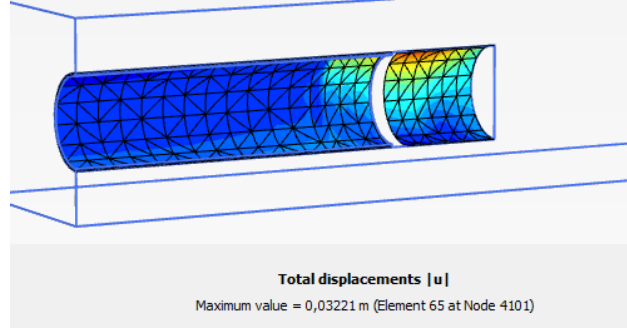 Total displacements |u|
Maximum value = 0,03221 m (Element 65 at Node 4101)